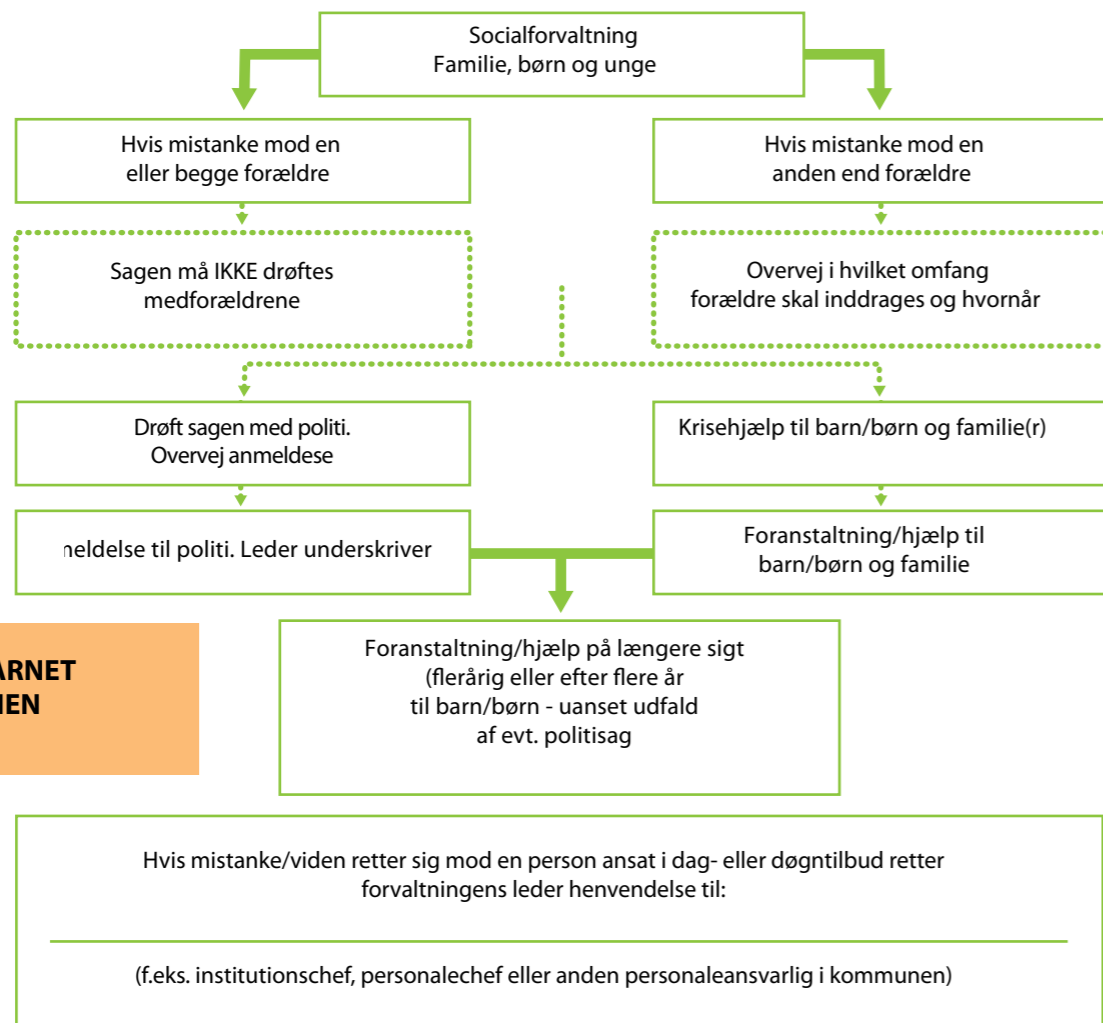 Socialforvaltning
Familie, børn og unge
Hvis mistanke mod en
eller begge forældre
Hvis mistanke mod en
anden end forældre
Sagen må IKKE drøftes
medforældrene
Overvej i hvilket omfang
forældre skal inddrages og hvornår
Drøft sagen med politi.
Overvej anmeldese
Krisehjælp til barn/børn og familie(r)
neldelse til politi. Leder underskriver
Foranstaltning/hjælp til
barn/børn og familie
Foranstaltning/hjælp på længere sigt
(flerårig eller efter flere år
til barn/børn - uanset udfald
af evt. politisag
ARNET
Hvis mistanke/viden retter sig mod en person ansat i dag- eller døgntilbud retter
forvaltningens leder henvendelse til:
(f.eks. institutionschef, personalechef eller anden personaleansvarlig i kommunen)